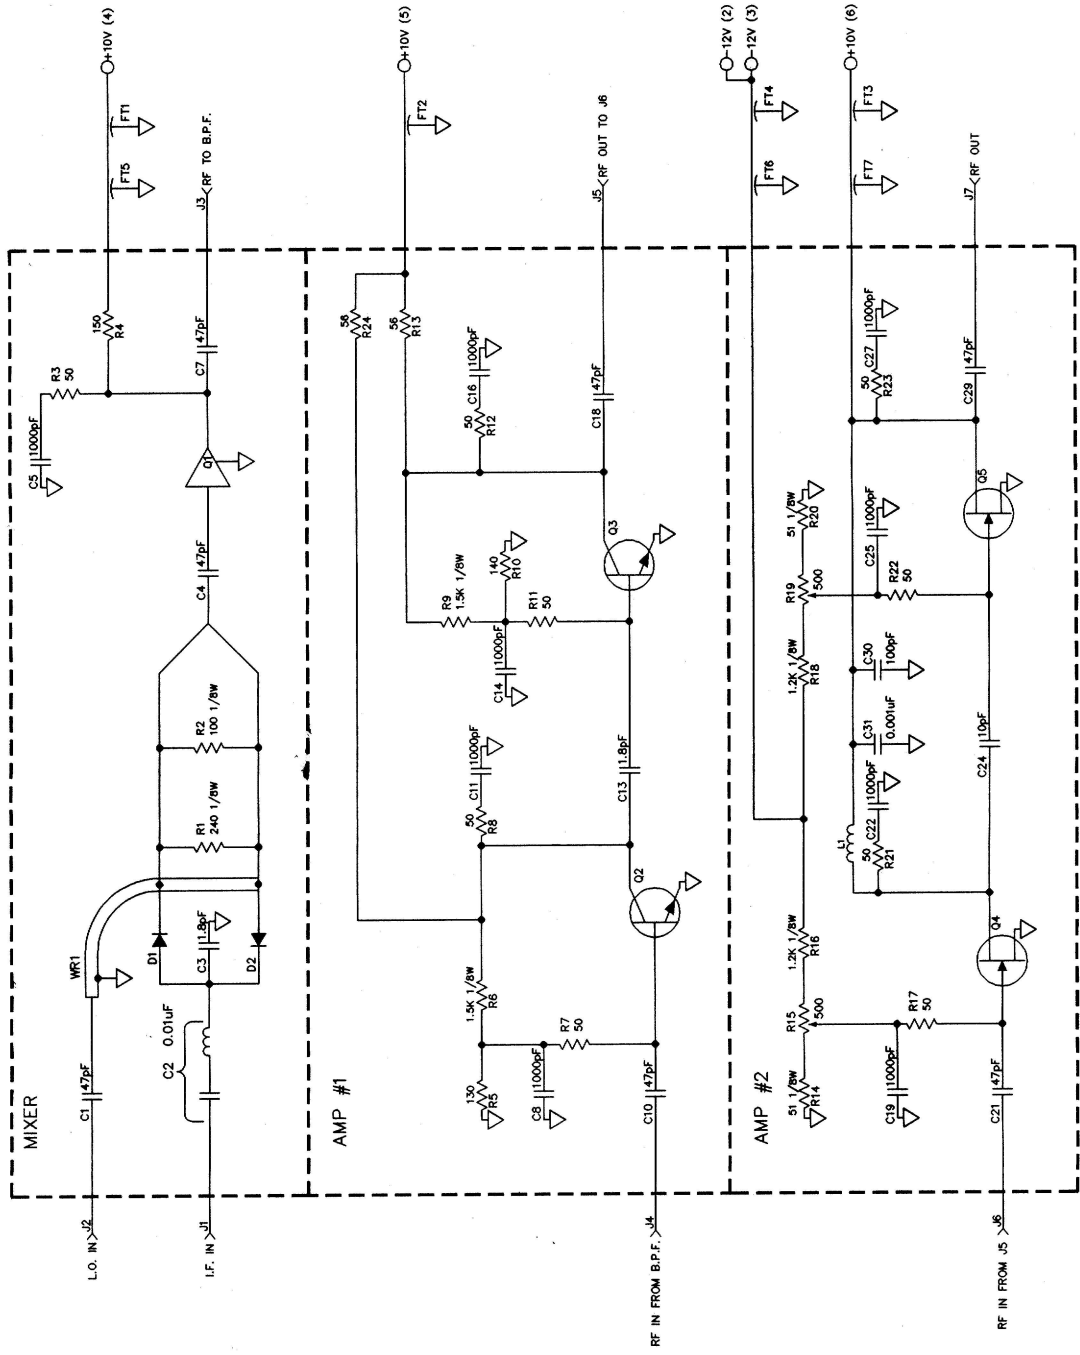 MIXER
L.O. IN
J2
C1
47pF
WR1
I.F. IN
J1
C2
0.01uF
D1
C3
1.8pF
D2
R1
240 1/8W
R2
100 1/8W
C4
47pF
Q1
C5
1000pF
R3
50
150
R4
C7
47pF
FT5
FT1
+10V (4)
J3
RF TO B.P.F.
AMP #1
RF IN FROM B.P.F.
J4
C10
47pF
130
R5
C8
1000pF
R7
50
1.5K 1/8W
R6
Q2
50
R8
C11
1000pF
C13
1.8pF
C14
1000pF
R9
1.5K 1/8W
140
R10
R11
50
Q3
50
R12
C16
1000pF
C18
47pF
56
R24
56
R13
FT2
+10V (5)
J5
RF OUT TO J6
AMP #2
RF IN FROM J5
J6
C21
47pF
51 1/8W
R14
C19
1000pF
R15
500
R17
50
1.2K 1/8W
R16
Q4
L1
50
R21
C22
1000pF
C31
0.001uF
C30
100pF
C24
10pF
1.2K 1/8W
R18
R19
500
51 1/8W
R20
C25
1000pF
R22
50
Q5
50
R23
C27
1000pF
C29
47pF
FT6
FT4
-12V (2)
-12V (3)
FT7
FT3
+10V (6)
J7
RF OUT